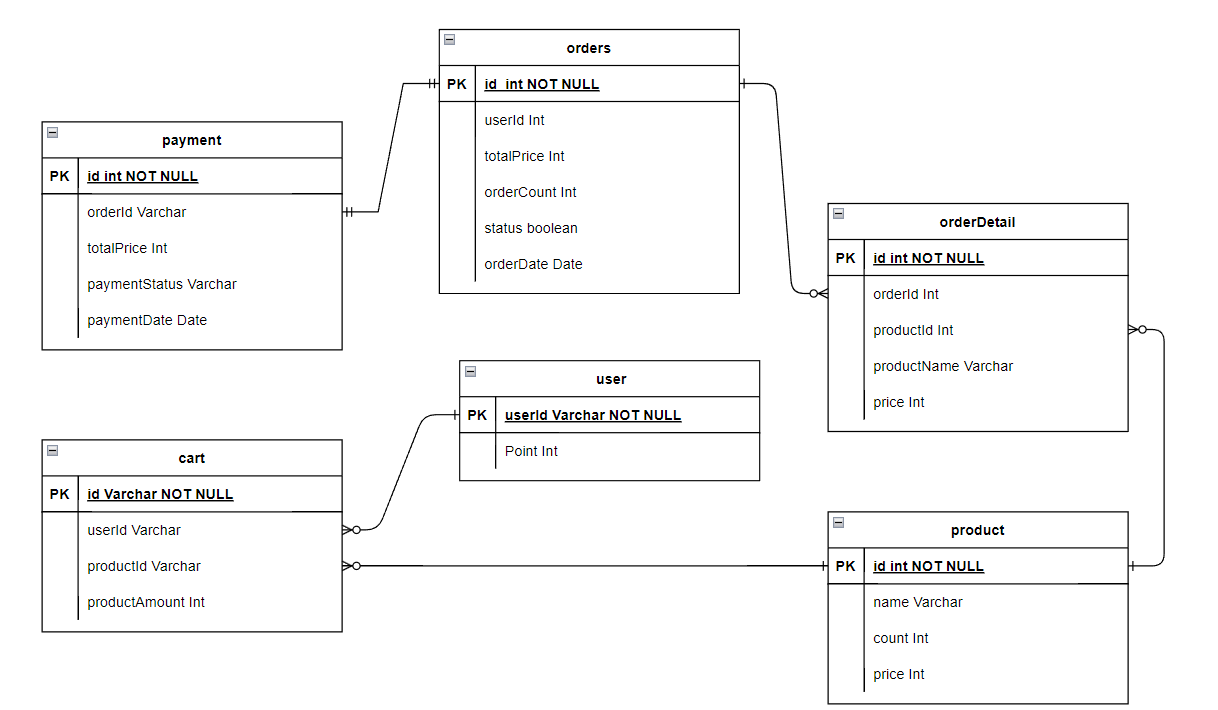 orders
PK id int NOT NULL
userId Int
totalPrice Int
orderCount Int
status boolean
orderDate Date
payment
PK id int NOT NULL
orderId Varchar
totalPrice Int
paymentStatus Varchar
paymentDate Date
orderDetail
PK id int NOT NULL
orderId Int
productId Int
productName Varchar
price Int
user
PK userId Varchar NOT NULL
Point Int
cart
PK id Varchar NOT NULL
userId Varchar
productId Varchar
productAmount Int
product
PK id int NOT NULL
name Varchar
count Int
price Int